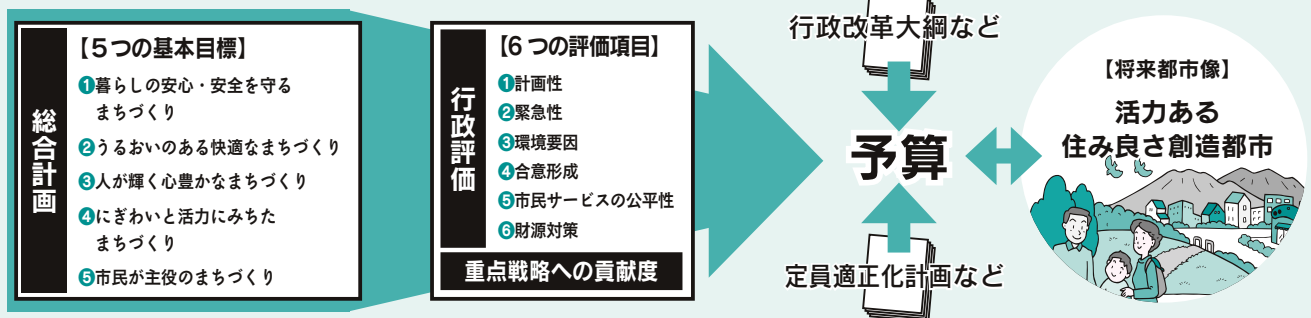 総合計画
【5つの基本目標】
❶暮らしの安心・安全を守る
まちづくり
❷うるおいのある快適なまちづくり
❸人が輝く心豊かなまちづくり
❹にぎわいと活力にみちた
まちづくり
❺市民が主役のまちづくり
行政評価
【6つの評価項目】
❶計画性
❷緊急性
❸環境要因
❹合意形成
❺市民サービスの公平性
❻財源対策
重点戦略への貢献度
行政改革大綱など
予算
定員適正化計画など
【将来都市像】
活力ある
住み良さ創造都市